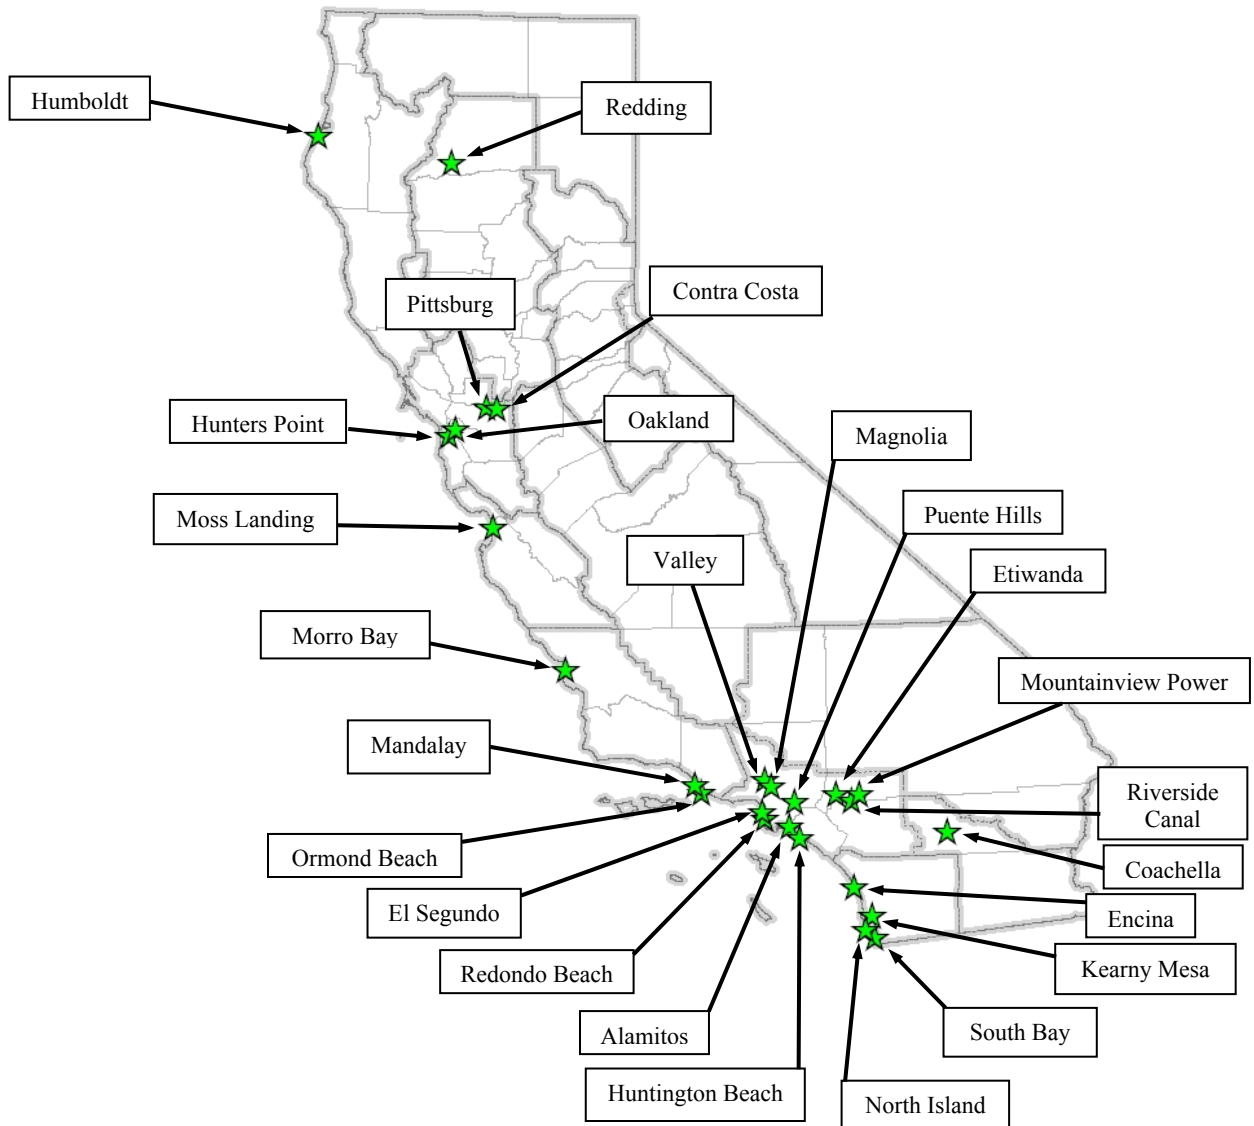 Humboldt
Redding
Pittsburg
Contra Costa
Hunters Point
Oakland
Magnolia
Moss Landing
Puente Hills
Valley
Etiwanda
Morro Bay
Mountainview Power
Mandalay
Riverside
Canal
Ormond Beach
Coachella
El Segundo
Encina
Redondo Beach
Kearny Mesa
Alamitos
South Bay
Huntington Beach
North Island